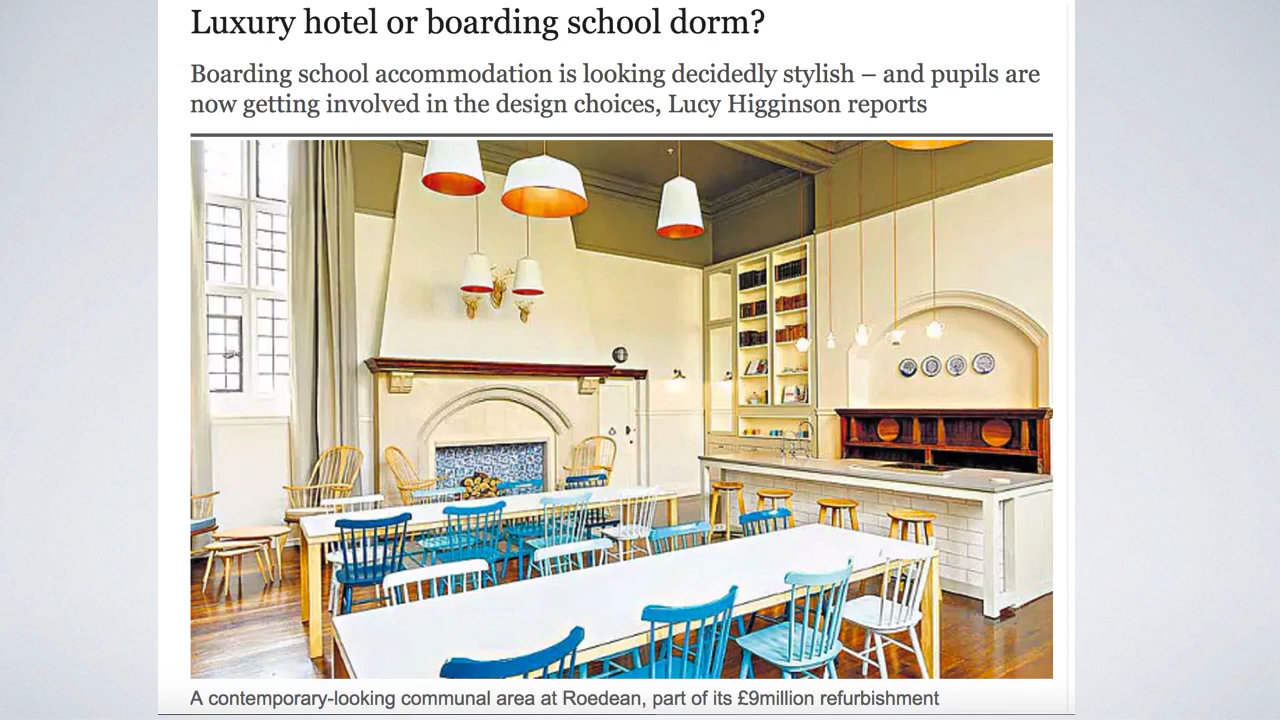 Luxury hotel or boarding school dorm?
Boarding school accommodation is looking decidedly stylish – and pupils are
now getting involved in the design choices, Lucy Higginson reports
A contemporary-looking communal area at Roedean, part of its £9million refurbishment